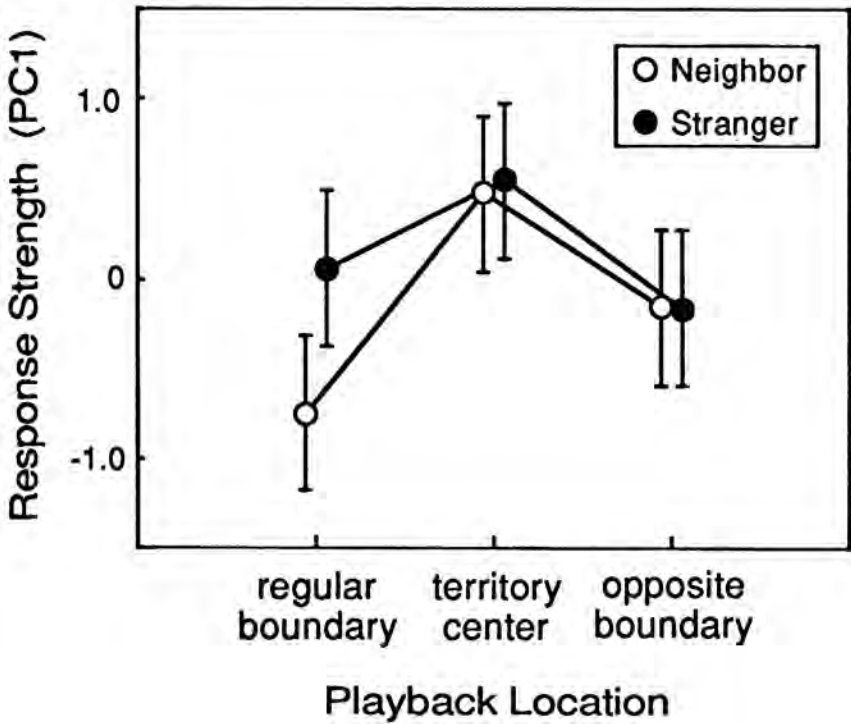 Neighbor
Stranger
Response Strength (PC1)
1.0
0
-1.0
regular boundary
territory center
opposite boundary
Playback Location